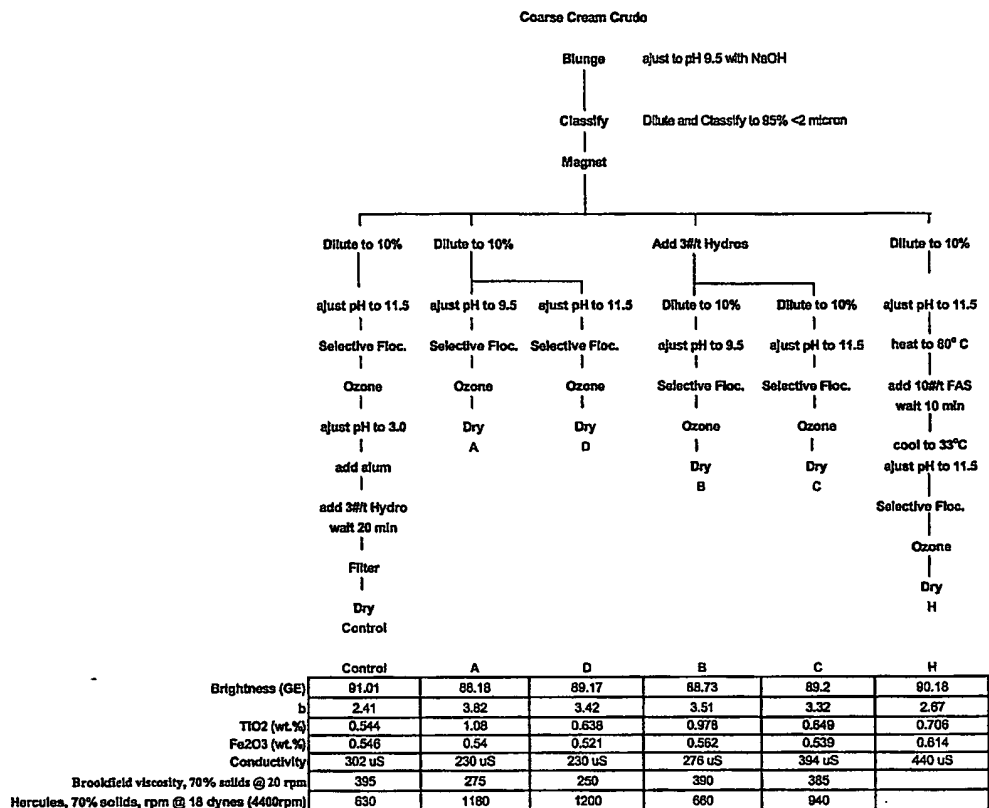 Coarse Cream Crude
Blunge ajust to pH 9.5 with NaOH
Classify Dilute and Classify to 95% <2 micron
Magnet
Dilute to 10% Dilute to 10% Add 3#/t Hydros Dilute to 10%
ajust pH to 11.5 ajust pH to 9.5 ajust pH to 11.5 Dilute to 10% Dilute to 10% ajust pH to 11.5
Selective Floc. Selective Floc. Selective Floc. ajust pH to 9.5 ajust pH to 11.5 heat to 80° C
Ozone Ozone Ozone Selective Floc. Selective Floc. add 10#/t FAS
wait 10 min
ajust pH to 3.0 Dry Dry Ozone Ozone cool to 33°C
A D ajust pH to 11.5
add alum Dry Dry
B C
add 3#/t Hydro Selective Floc.
wait 20 min
Ozone
Filter
Dry
Dry H
Control
Control A D B C H
Brightness (GE) 91.01 88.18 89.17 88.73 89.2 90.18
b 2.41 3.82 3.42 3.51 3.32 2.67
TiO2 (wt.%) 0.544 1.08 0.638 0.978 0.649 0.706
Fe2O3 (wt.%) 0.546 0.54 0.521 0.562 0.539 0.614
Conductivity 302 uS 230 uS 230 uS 276 uS 394 uS 440 uS
Brookfield viscosity, 70% solids @ 20 rpm 395 275 250 390 385
Hercules, 70% solids, rpm @ 18 dynes (4400rpm) 630 1180 1200 660 940